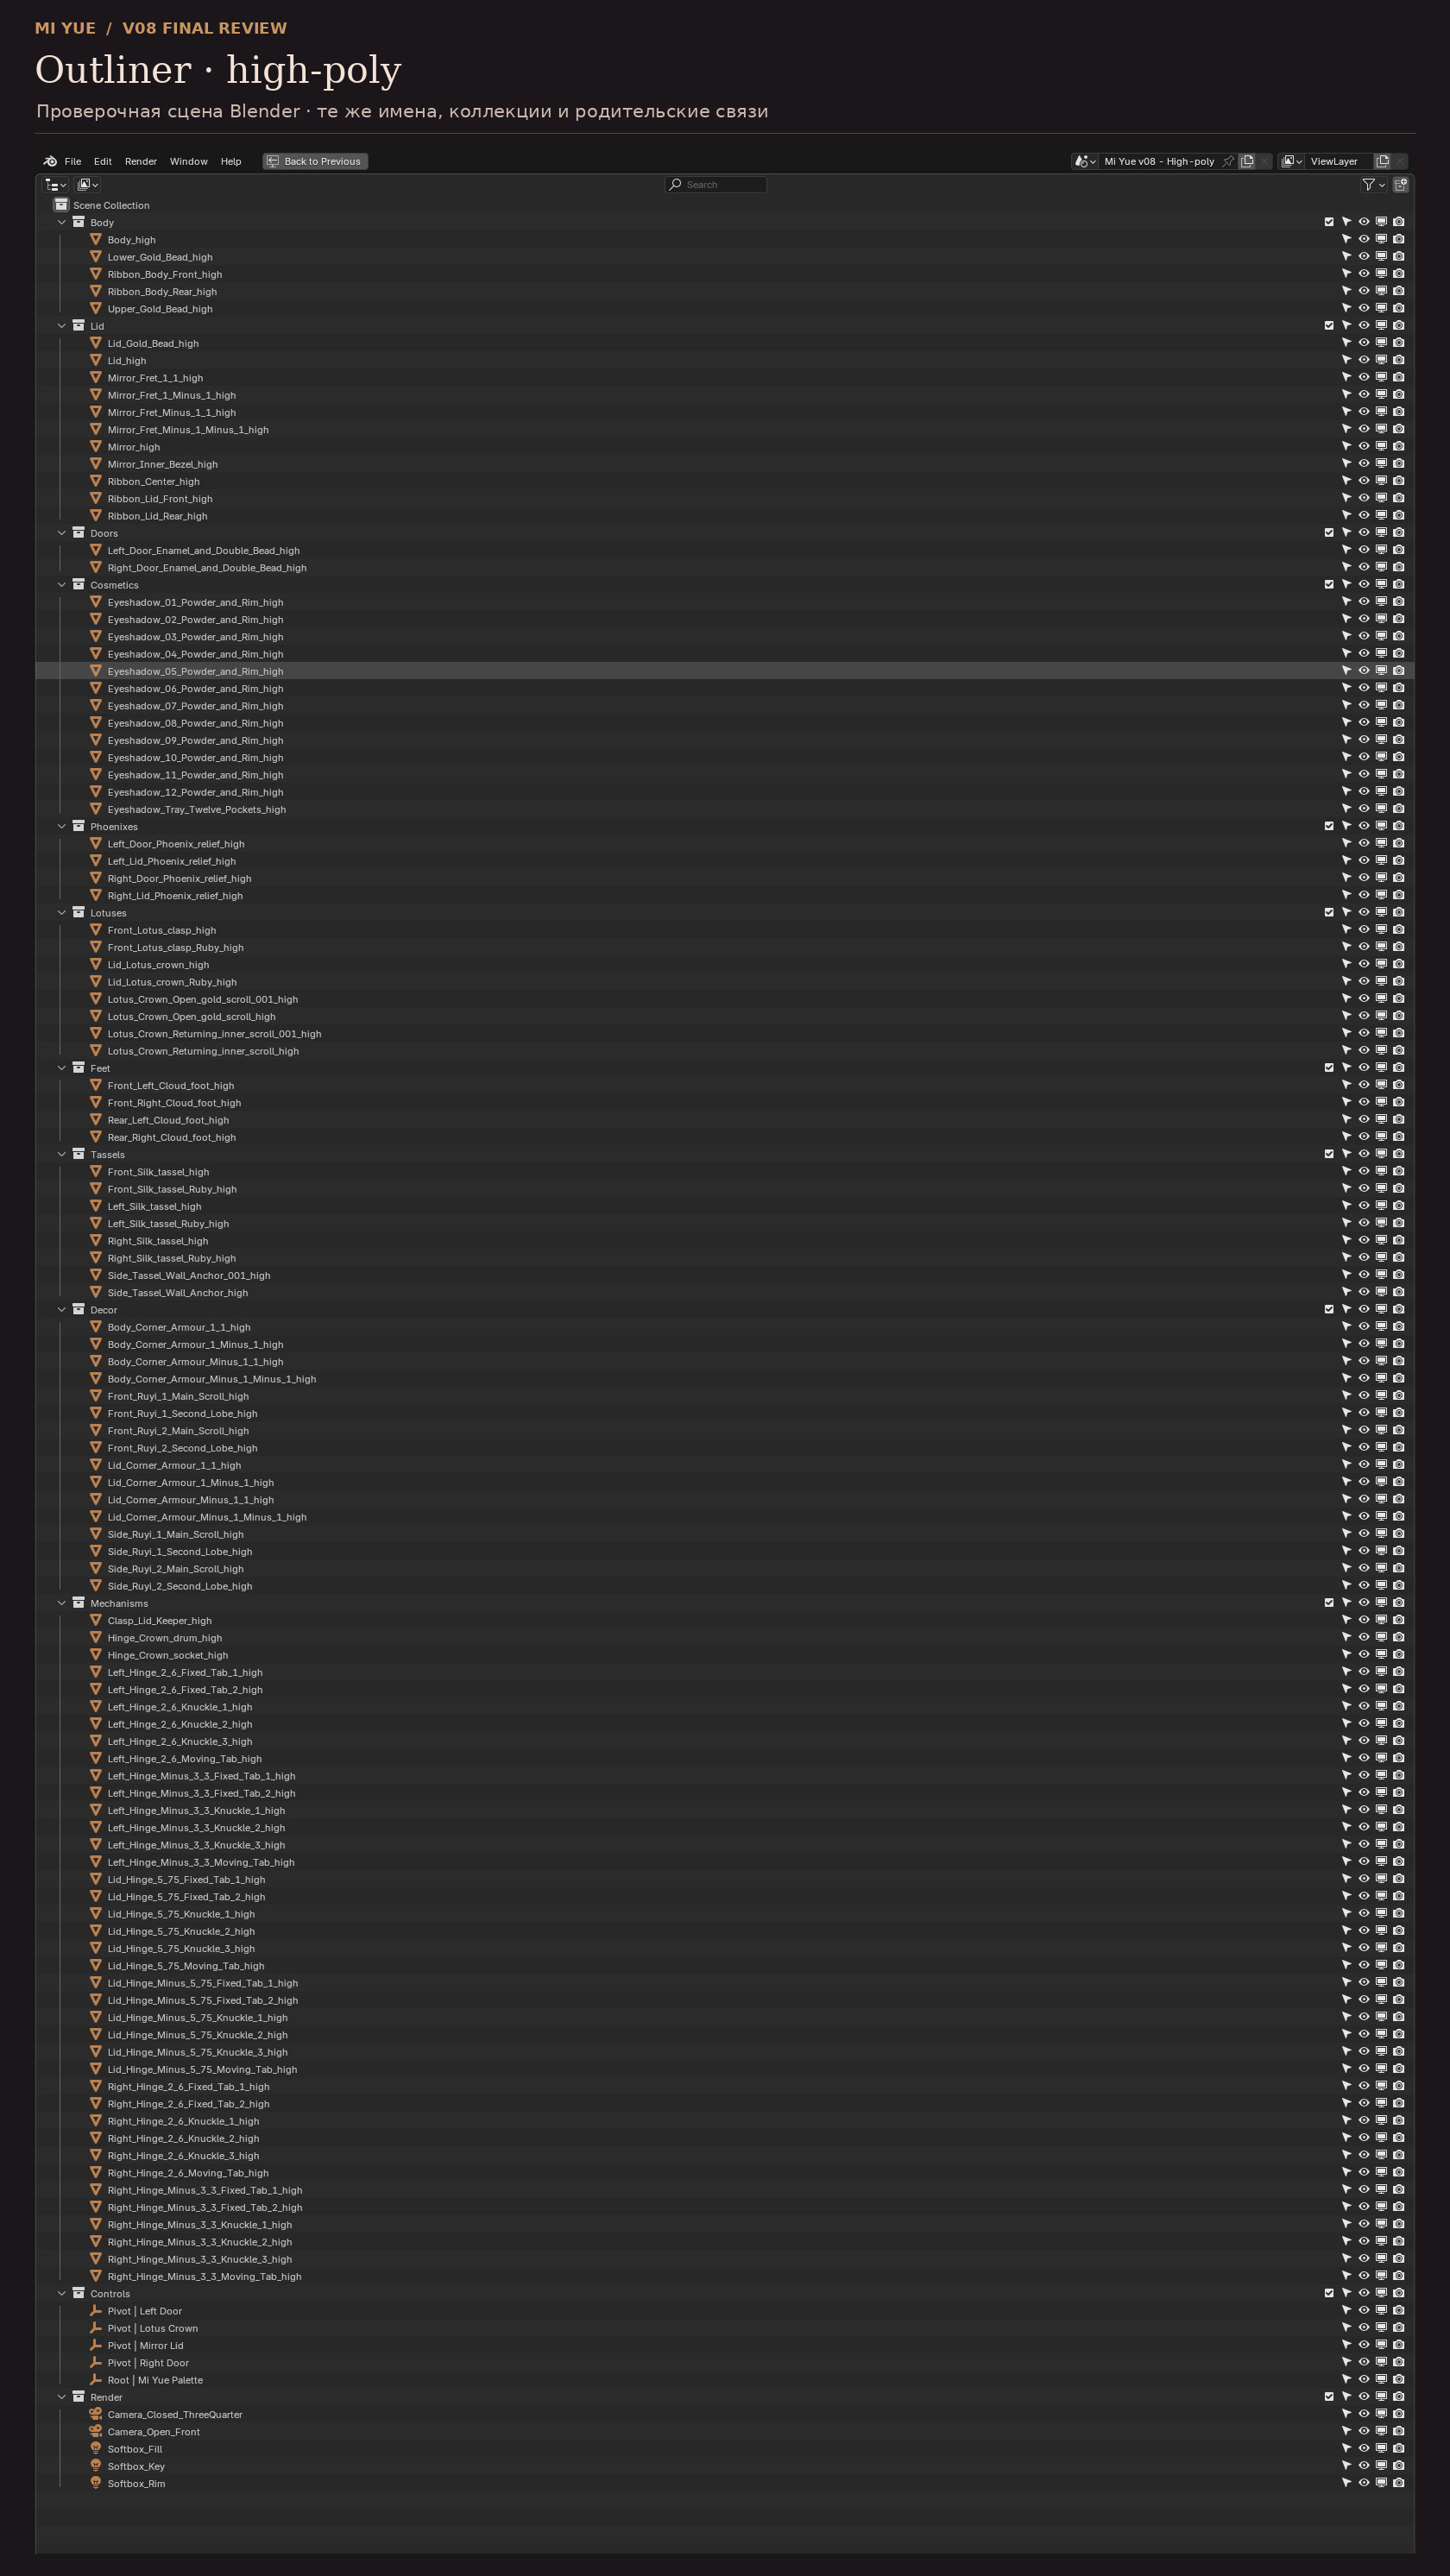 MI YUE / V08 FINAL REVIEW
Outliner · high-poly
Проверочная сцена Blender · те же имена, коллекции и родительские связи
File Edit Render Window Help Back to Previous Mi Yue v08 - High-poly ViewLayer
Search
Scene Collection
Body
Body_high
Lower_Gold_Bead_high
Ribbon_Body_Front_high
Ribbon_Body_Rear_high
Upper_Gold_Bead_high
Lid
Lid_Gold_Bead_high
Lid_high
Mirror_Fret_1_1_high
Mirror_Fret_1_Minus_1_high
Mirror_Fret_Minus_1_1_high
Mirror_Fret_Minus_1_Minus_1_high
Mirror_high
Mirror_Inner_Bezel_high
Ribbon_Center_high
Ribbon_Lid_Front_high
Ribbon_Lid_Rear_high
Doors
Left_Door_Enamel_and_Double_Bead_high
Right_Door_Enamel_and_Double_Bead_high
Cosmetics
Eyeshadow_01_Powder_and_Rim_high
Eyeshadow_02_Powder_and_Rim_high
Eyeshadow_03_Powder_and_Rim_high
Eyeshadow_04_Powder_and_Rim_high
Eyeshadow_05_Powder_and_Rim_high
Eyeshadow_06_Powder_and_Rim_high
Eyeshadow_07_Powder_and_Rim_high
Eyeshadow_08_Powder_and_Rim_high
Eyeshadow_09_Powder_and_Rim_high
Eyeshadow_10_Powder_and_Rim_high
Eyeshadow_11_Powder_and_Rim_high
Eyeshadow_12_Powder_and_Rim_high
Eyeshadow_Tray_Twelve_Pockets_high
Phoenixes
Left_Door_Phoenix_relief_high
Left_Lid_Phoenix_relief_high
Right_Door_Phoenix_relief_high
Right_Lid_Phoenix_relief_high
Lotuses
Front_Lotus_clasp_high
Front_Lotus_clasp_Ruby_high
Lid_Lotus_crown_high
Lid_Lotus_crown_Ruby_high
Lotus_Crown_Open_gold_scroll_001_high
Lotus_Crown_Open_gold_scroll_high
Lotus_Crown_Returning_inner_scroll_001_high
Lotus_Crown_Returning_inner_scroll_high
Feet
Front_Left_Cloud_foot_high
Front_Right_Cloud_foot_high
Rear_Left_Cloud_foot_high
Rear_Right_Cloud_foot_high
Tassels
Front_Silk_tassel_high
Front_Silk_tassel_Ruby_high
Left_Silk_tassel_high
Left_Silk_tassel_Ruby_high
Right_Silk_tassel_high
Right_Silk_tassel_Ruby_high
Side_Tassel_Wall_Anchor_001_high
Side_Tassel_Wall_Anchor_high
Decor
Body_Corner_Armour_1_1_high
Body_Corner_Armour_1_Minus_1_high
Body_Corner_Armour_Minus_1_1_high
Body_Corner_Armour_Minus_1_Minus_1_high
Front_Ruyi_1_Main_Scroll_high
Front_Ruyi_1_Second_Lobe_high
Front_Ruyi_2_Main_Scroll_high
Front_Ruyi_2_Second_Lobe_high
Lid_Corner_Armour_1_1_high
Lid_Corner_Armour_1_Minus_1_high
Lid_Corner_Armour_Minus_1_1_high
Lid_Corner_Armour_Minus_1_Minus_1_high
Side_Ruyi_1_Main_Scroll_high
Side_Ruyi_1_Second_Lobe_high
Side_Ruyi_2_Main_Scroll_high
Side_Ruyi_2_Second_Lobe_high
Mechanisms
Clasp_Lid_Keeper_high
Hinge_Crown_drum_high
Hinge_Crown_socket_high
Left_Hinge_2_6_Fixed_Tab_1_high
Left_Hinge_2_6_Fixed_Tab_2_high
Left_Hinge_2_6_Knuckle_1_high
Left_Hinge_2_6_Knuckle_2_high
Left_Hinge_2_6_Knuckle_3_high
Left_Hinge_2_6_Moving_Tab_high
Left_Hinge_Minus_3_3_Fixed_Tab_1_high
Left_Hinge_Minus_3_3_Fixed_Tab_2_high
Left_Hinge_Minus_3_3_Knuckle_1_high
Left_Hinge_Minus_3_3_Knuckle_2_high
Left_Hinge_Minus_3_3_Knuckle_3_high
Left_Hinge_Minus_3_3_Moving_Tab_high
Lid_Hinge_5_75_Fixed_Tab_1_high
Lid_Hinge_5_75_Fixed_Tab_2_high
Lid_Hinge_5_75_Knuckle_1_high
Lid_Hinge_5_75_Knuckle_2_high
Lid_Hinge_5_75_Knuckle_3_high
Lid_Hinge_5_75_Moving_Tab_high
Lid_Hinge_Minus_5_75_Fixed_Tab_1_high
Lid_Hinge_Minus_5_75_Fixed_Tab_2_high
Lid_Hinge_Minus_5_75_Knuckle_1_high
Lid_Hinge_Minus_5_75_Knuckle_2_high
Lid_Hinge_Minus_5_75_Knuckle_3_high
Lid_Hinge_Minus_5_75_Moving_Tab_high
Right_Hinge_2_6_Fixed_Tab_1_high
Right_Hinge_2_6_Fixed_Tab_2_high
Right_Hinge_2_6_Knuckle_1_high
Right_Hinge_2_6_Knuckle_2_high
Right_Hinge_2_6_Knuckle_3_high
Right_Hinge_2_6_Moving_Tab_high
Right_Hinge_Minus_3_3_Fixed_Tab_1_high
Right_Hinge_Minus_3_3_Fixed_Tab_2_high
Right_Hinge_Minus_3_3_Knuckle_1_high
Right_Hinge_Minus_3_3_Knuckle_2_high
Right_Hinge_Minus_3_3_Knuckle_3_high
Right_Hinge_Minus_3_3_Moving_Tab_high
Controls
Pivot | Left Door
Pivot | Lotus Crown
Pivot | Mirror Lid
Pivot | Right Door
Root | Mi Yue Palette
Render
Camera_Closed_ThreeQuarter
Camera_Open_Front
Softbox_Fill
Softbox_Key
Softbox_Rim